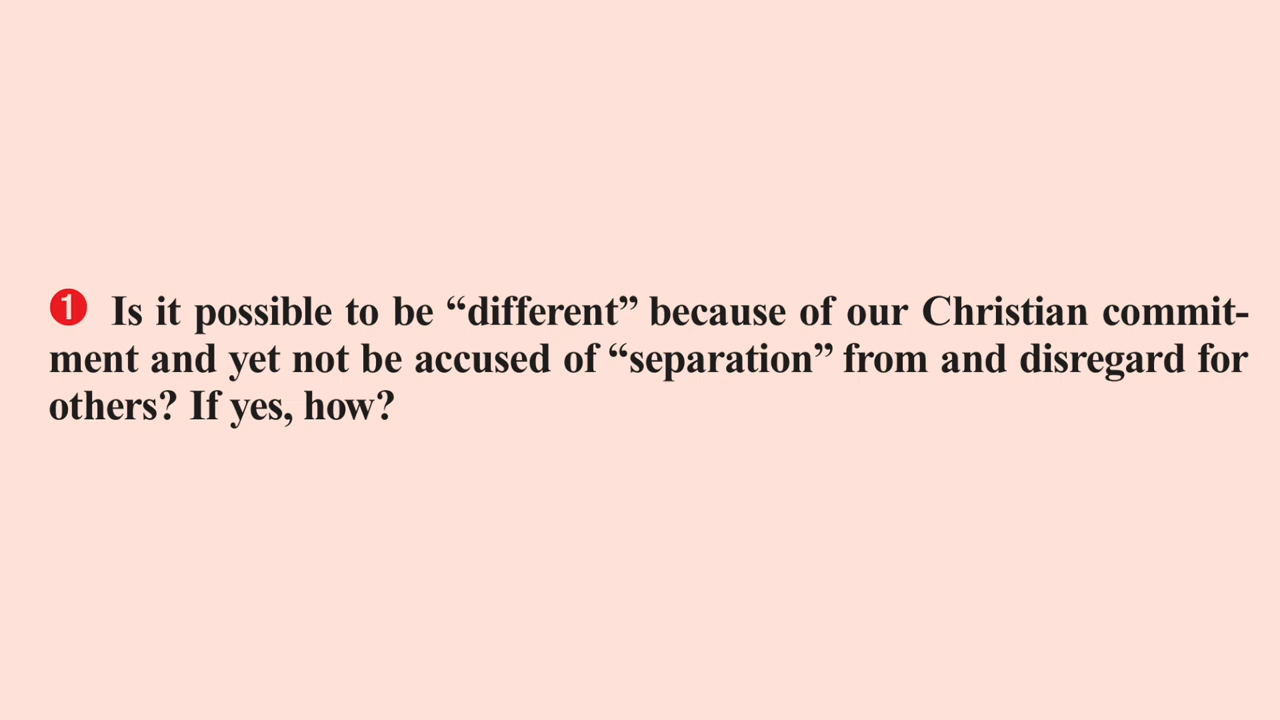 ❶ Is it possible to be “different” because of our Christian commit-
ment and yet not be accused of “separation” from and disregard for
others? If yes, how?